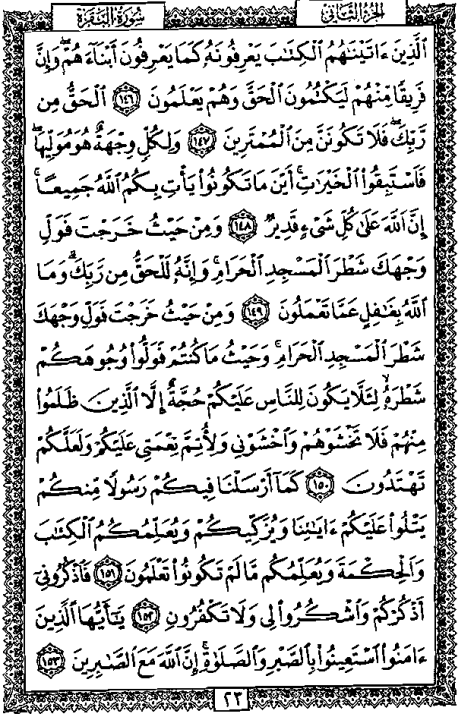 الجزء الثاني
سورة البقرة
ٱلَّذِينَ ءَاتَيْنَٰهُمُ ٱلْكِتَٰبَ يَعْرِفُونَهُۥ كَمَا يَعْرِفُونَ أَبْنَآءَهُمْ ۖ وَإِنَّ
فَرِيقًا مِّنْهُمْ لَيَكْتُمُونَ ٱلْحَقَّ وَهُمْ يَعْلَمُونَ ١٤٦ ٱلْحَقُّ مِن
رَّبِّكَ ۖ فَلَا تَكُونَنَّ مِنَ ٱلْمُمْتَرِينَ ١٤٧ وَلِكُلٍّ وِجْهَةٌ هُوَ مُوَلِّيهَا ۖ
فَٱسْتَبِقُوا۟ ٱلْخَيْرَٰتِ ۚ أَيْنَ مَا تَكُونُوا۟ يَأْتِ بِكُمُ ٱللَّهُ جَمِيعًا ۚ
إِنَّ ٱللَّهَ عَلَىٰ كُلِّ شَىْءٍ قَدِيرٌ ١٤٨ وَمِنْ حَيْثُ خَرَجْتَ فَوَلِّ
وَجْهَكَ شَطْرَ ٱلْمَسْجِدِ ٱلْحَرَامِ ۖ وَإِنَّهُۥ لَلْحَقُّ مِن رَّبِّكَ ۗ وَمَا
ٱللَّهُ بِغَٰفِلٍ عَمَّا تَعْمَلُونَ ١٤٩ وَمِنْ حَيْثُ خَرَجْتَ فَوَلِّ وَجْهَكَ
شَطْرَ ٱلْمَسْجِدِ ٱلْحَرَامِ ۚ وَحَيْثُ مَا كُنتُمْ فَوَلُّوا۟ وُجُوهَكُمْ
شَطْرَهُۥ لِئَلَّا يَكُونَ لِلنَّاسِ عَلَيْكُمْ حُجَّةٌ إِلَّا ٱلَّذِينَ ظَلَمُوا۟
مِنْهُمْ فَلَا تَخْشَوْهُمْ وَٱخْشَوْنِى وَلِأُتِمَّ نِعْمَتِى عَلَيْكُمْ وَلَعَلَّكُمْ
تَهْتَدُونَ ١٥٠ كَمَآ أَرْسَلْنَا فِيكُمْ رَسُولًا مِّنكُمْ
يَتْلُوا۟ عَلَيْكُمْ ءَايَٰتِنَا وَيُزَكِّيكُمْ وَيُعَلِّمُكُمُ ٱلْكِتَٰبَ
وَٱلْحِكْمَةَ وَيُعَلِّمُكُم مَّا لَمْ تَكُونُوا۟ تَعْلَمُونَ ١٥١ فَٱذْكُرُونِىٓ
أَذْكُرْكُمْ وَٱشْكُرُوا۟ لِى وَلَا تَكْفُرُونِ ١٥٢ يَٰٓأَيُّهَا ٱلَّذِينَ
ءَامَنُوا۟ ٱسْتَعِينُوا۟ بِٱلصَّبْرِ وَٱلصَّلَوٰةِ ۚ إِنَّ ٱللَّهَ مَعَ ٱلصَّٰبِرِينَ ١٥٣
٢٣